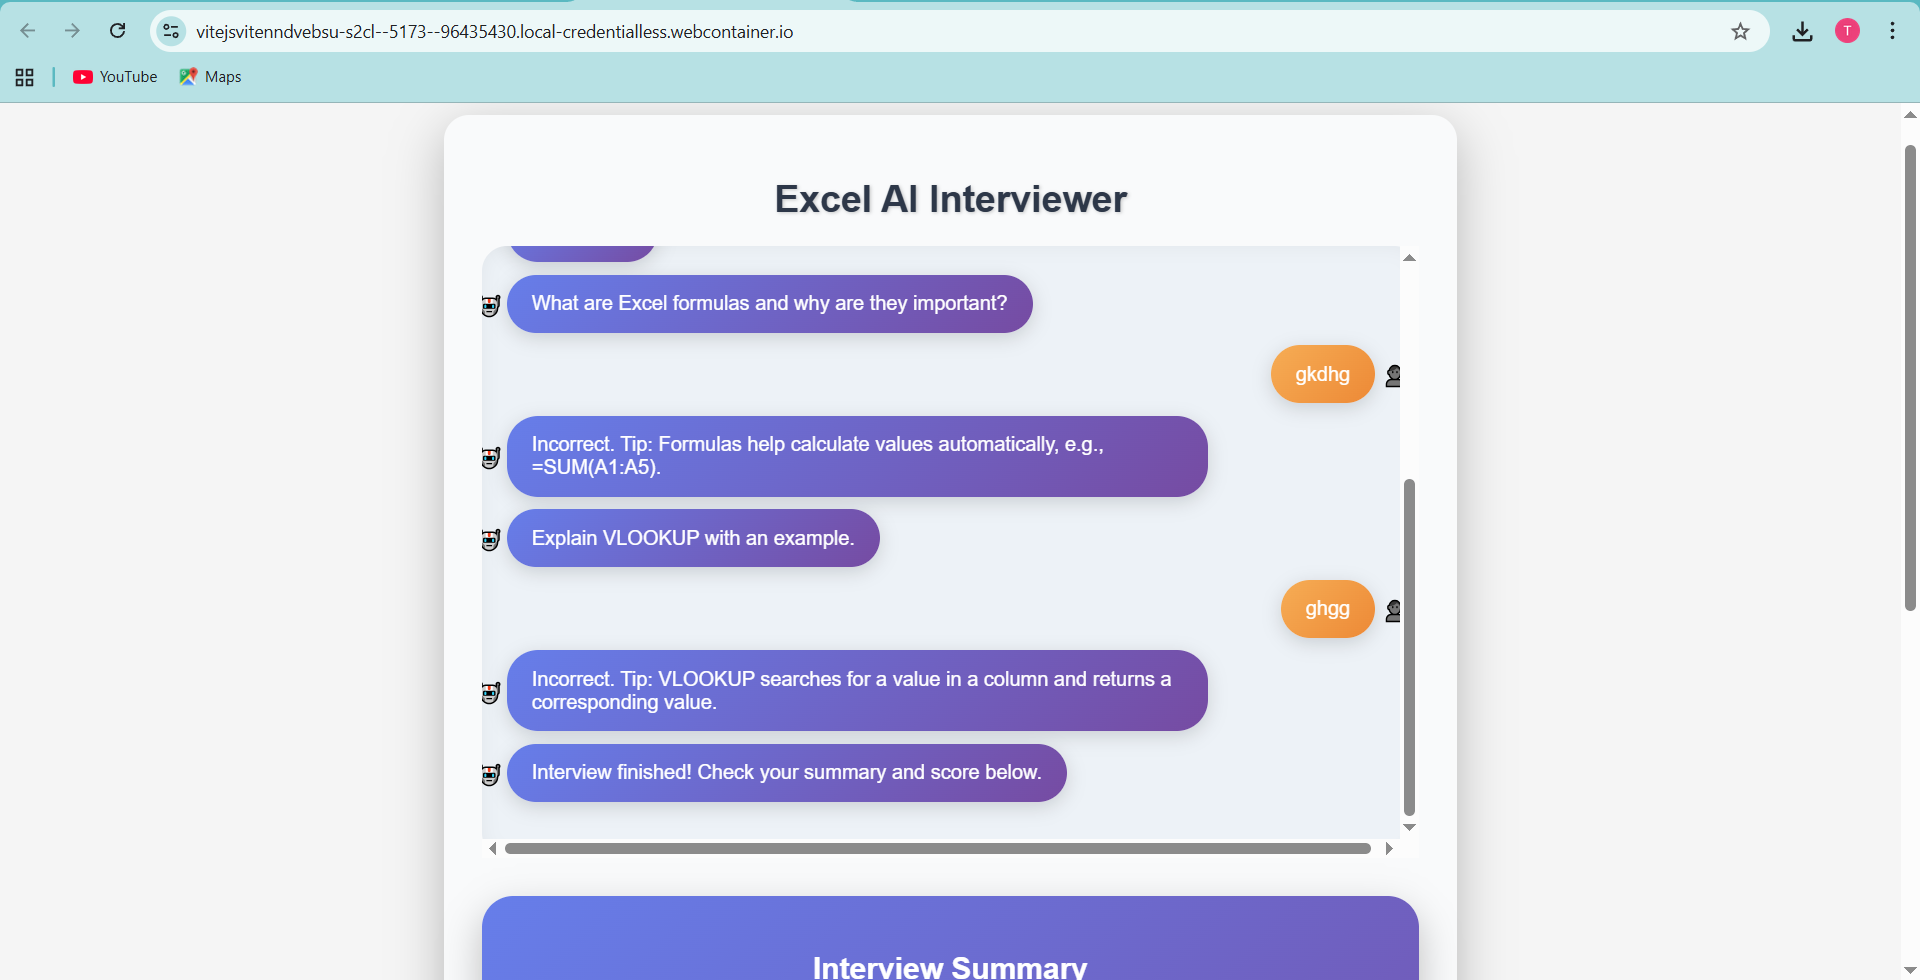 vitejsvitenndvebsu-s2cl--5173--96435430.local-credentialless.webcontainer.io
T
YouTube
Maps
Excel AI Interviewer
What are Excel formulas and why are they important?
gkdhg
Incorrect. Tip: Formulas help calculate values automatically, e.g.,
=SUM(A1:A5).
Explain VLOOKUP with an example.
ghgg
Incorrect. Tip: VLOOKUP searches for a value in a column and returns a
corresponding value.
Interview finished! Check your summary and score below.
Interview Summary